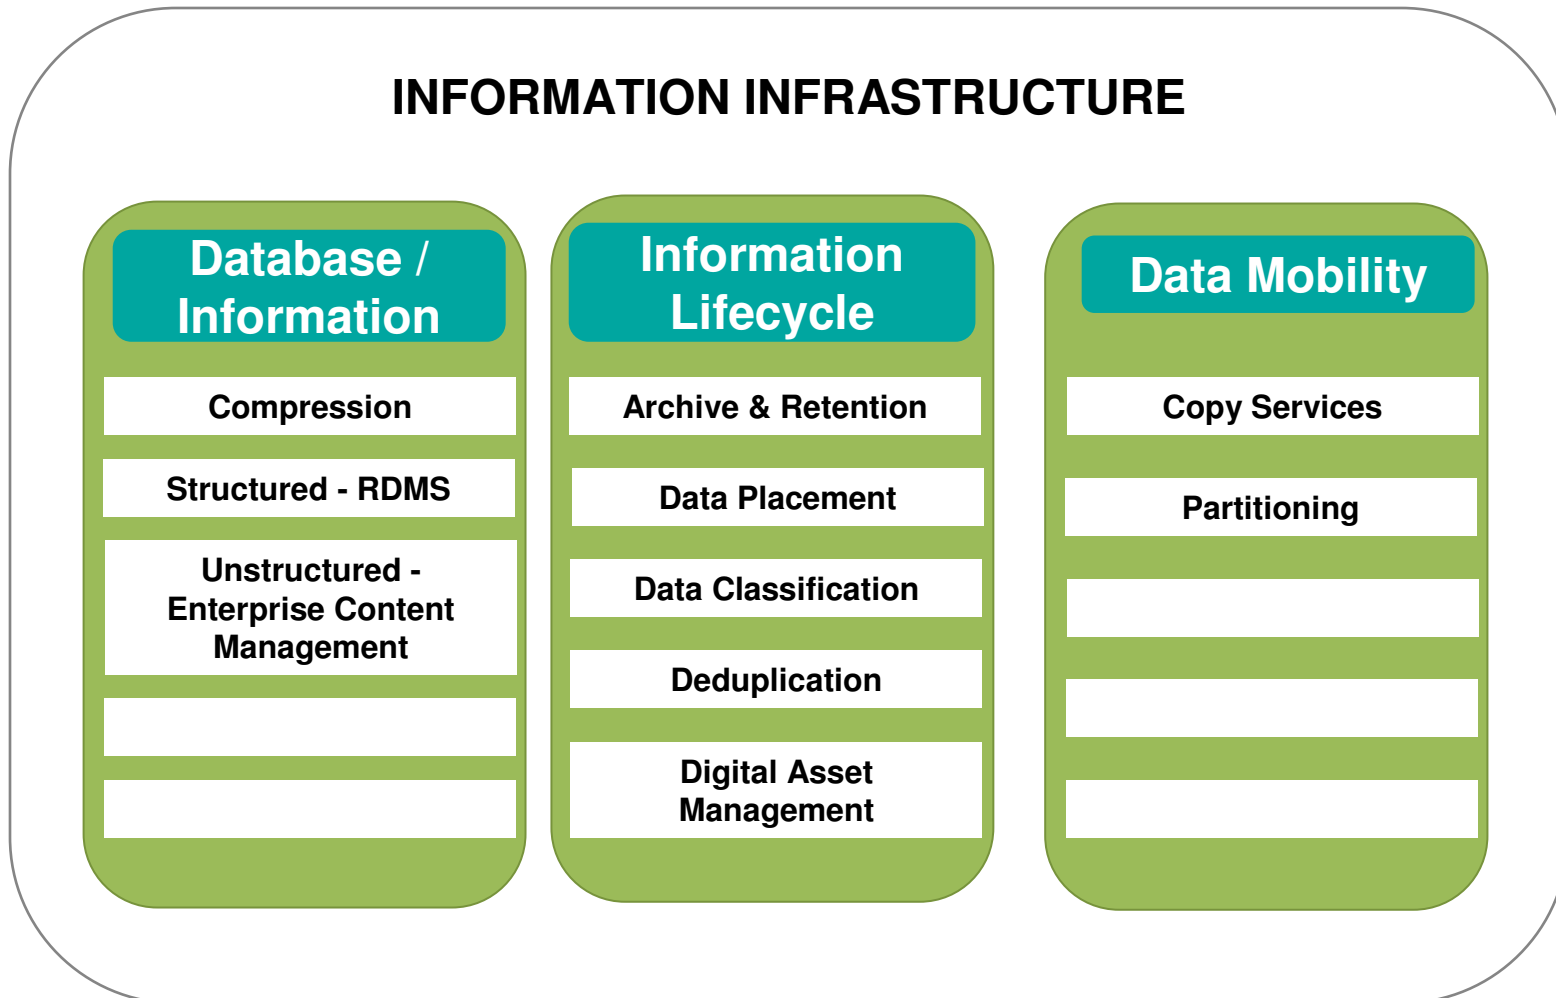 INFORMATION INFRASTRUCTURE
Database /
Information
Compression
Structured - RDMS
Unstructured -
Enterprise Content
Management
Information
Lifecycle
Archive & Retention
Data Placement
Data Classification
Deduplication
Digital Asset
Management
Data Mobility
Copy Services
Partitioning